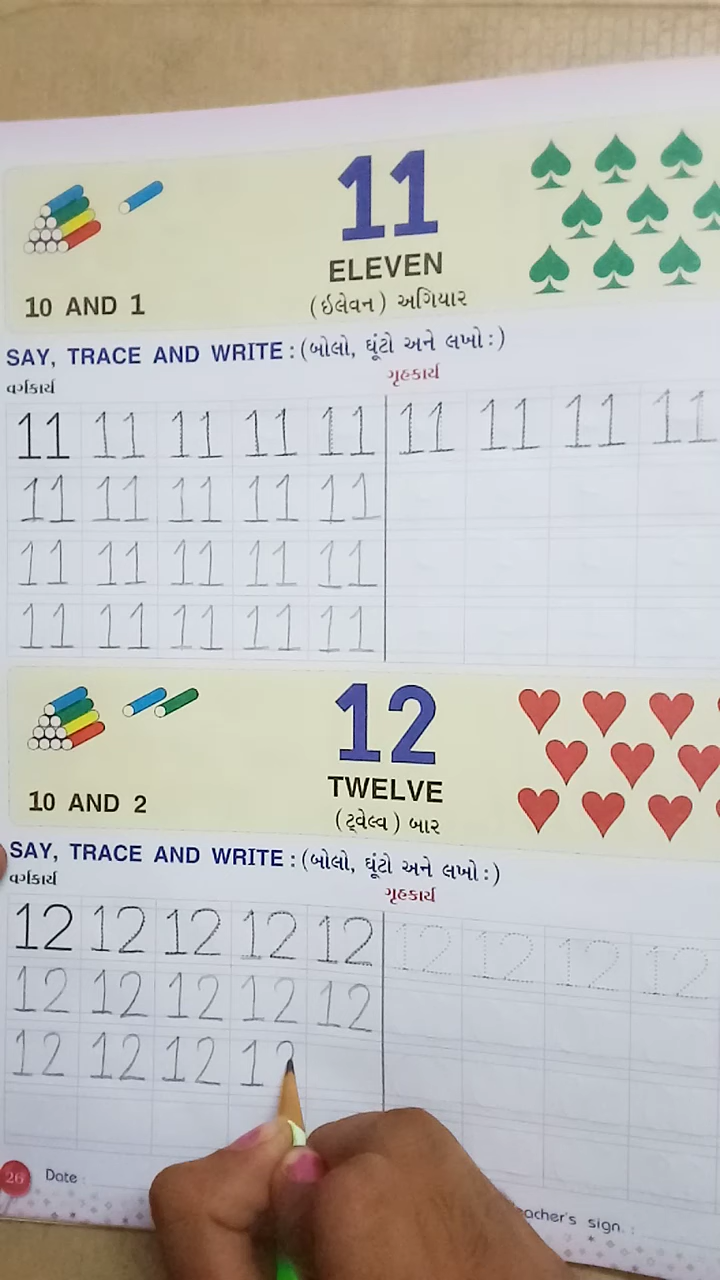 11
ELEVEN
10 AND 1
(ઇલેવન) અગિયાર
SAY, TRACE AND WRITE : (બોલો, ઘૂંટો અને લખો :)
વર્ગકાર્ય ગૃહકાર્ય
11 11 11 11 11 11 11 11 11
11 11 11 11 11
11 11 11 11 11
11 11 11 11 11
12
TWELVE
10 AND 2
(ટ્વેલ્વ) બાર
SAY, TRACE AND WRITE : (બોલો, ઘૂંટો અને લખો :)
વર્ગકાર્ય ગૃહકાર્ય
12 12 12 12 12 12 12 12 12
12 12 12 12 12
12 12 12 12
26 Date sign. :